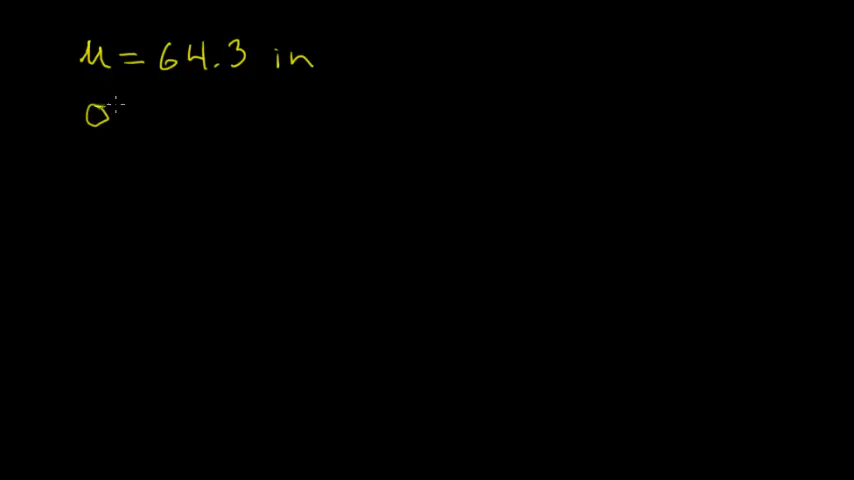 μ = 64.3 in
σ